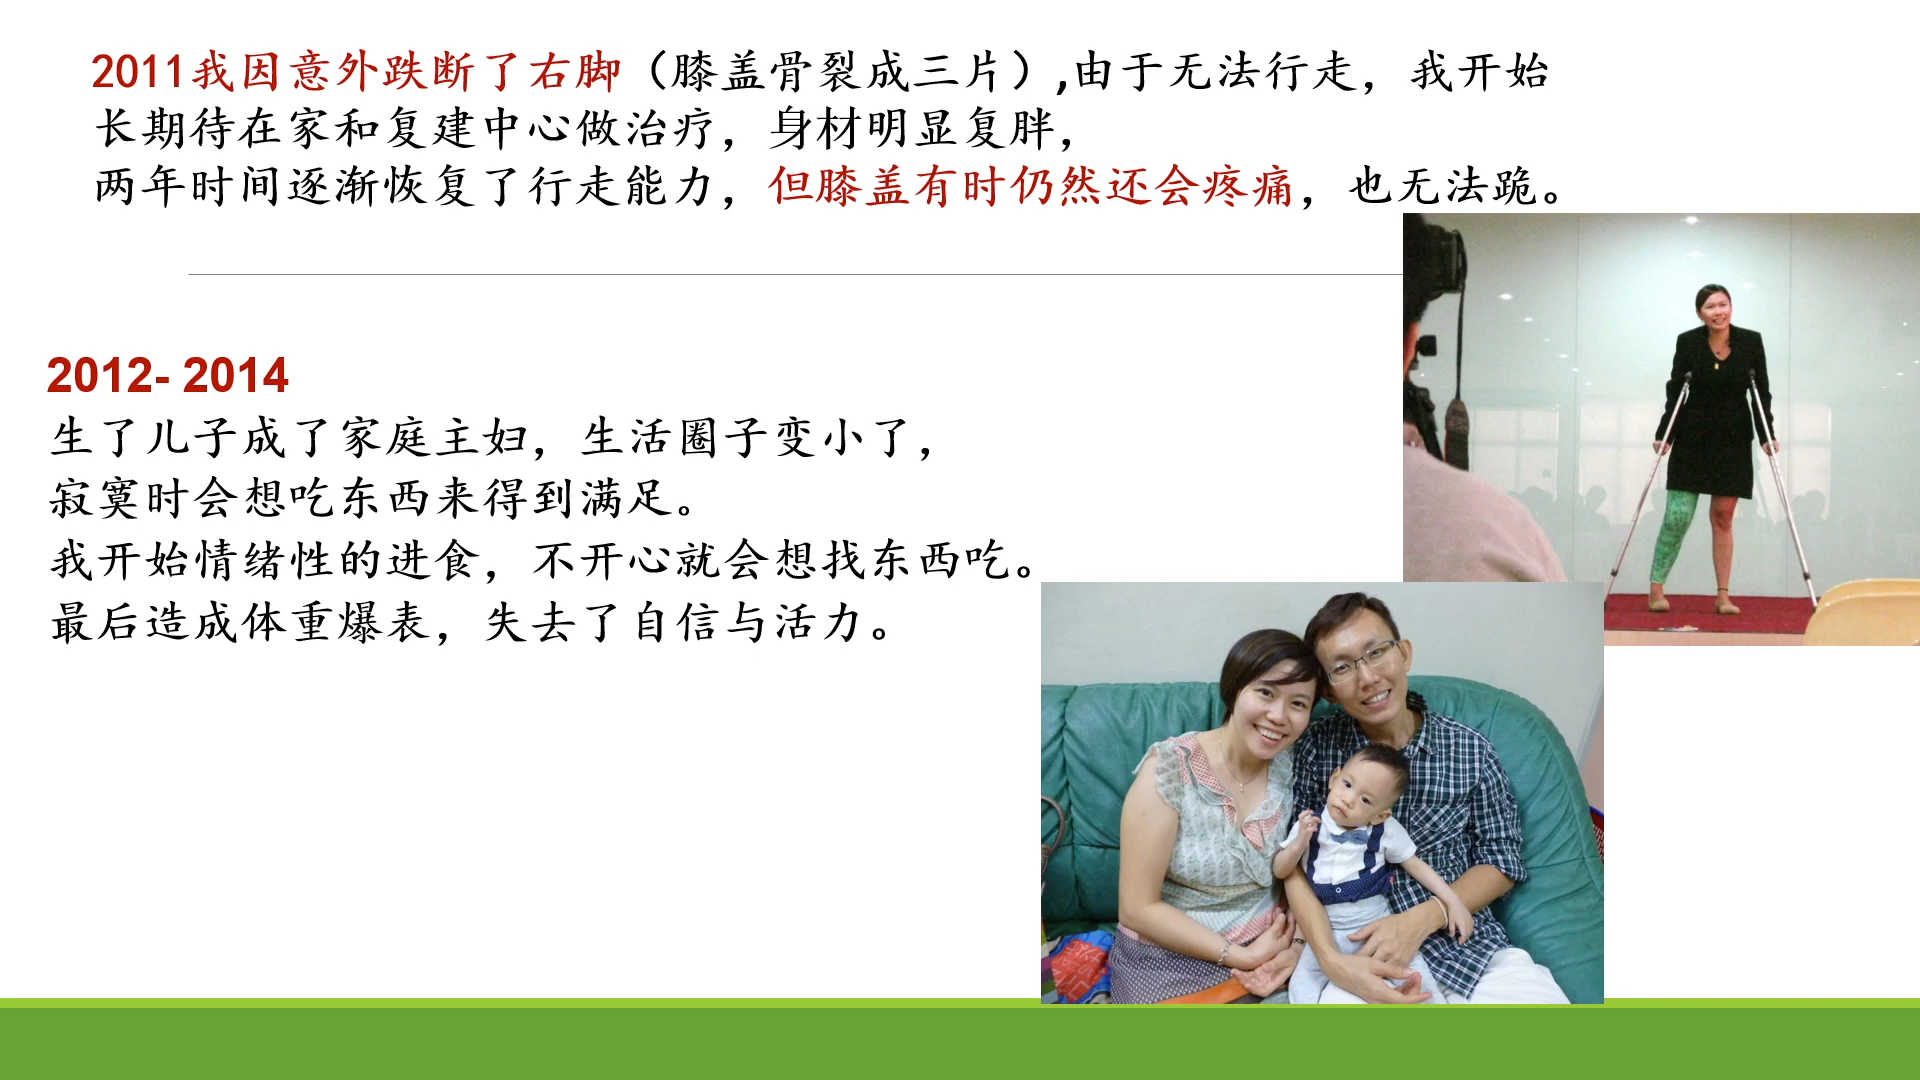 2011我因意外跌断了右脚（膝盖骨裂成三片）,由于无法行走，我开始
长期待在家和复建中心做治疗，身材明显复胖，
两年时间逐渐恢复了行走能力，但膝盖有时仍然还会疼痛，也无法跪。
2012- 2014
生了儿子成了家庭主妇，生活圈子变小了，
寂寞时会想吃东西来得到满足。
我开始情绪性的进食，不开心就会想找东西吃。
最后造成体重爆表，失去了自信与活力。